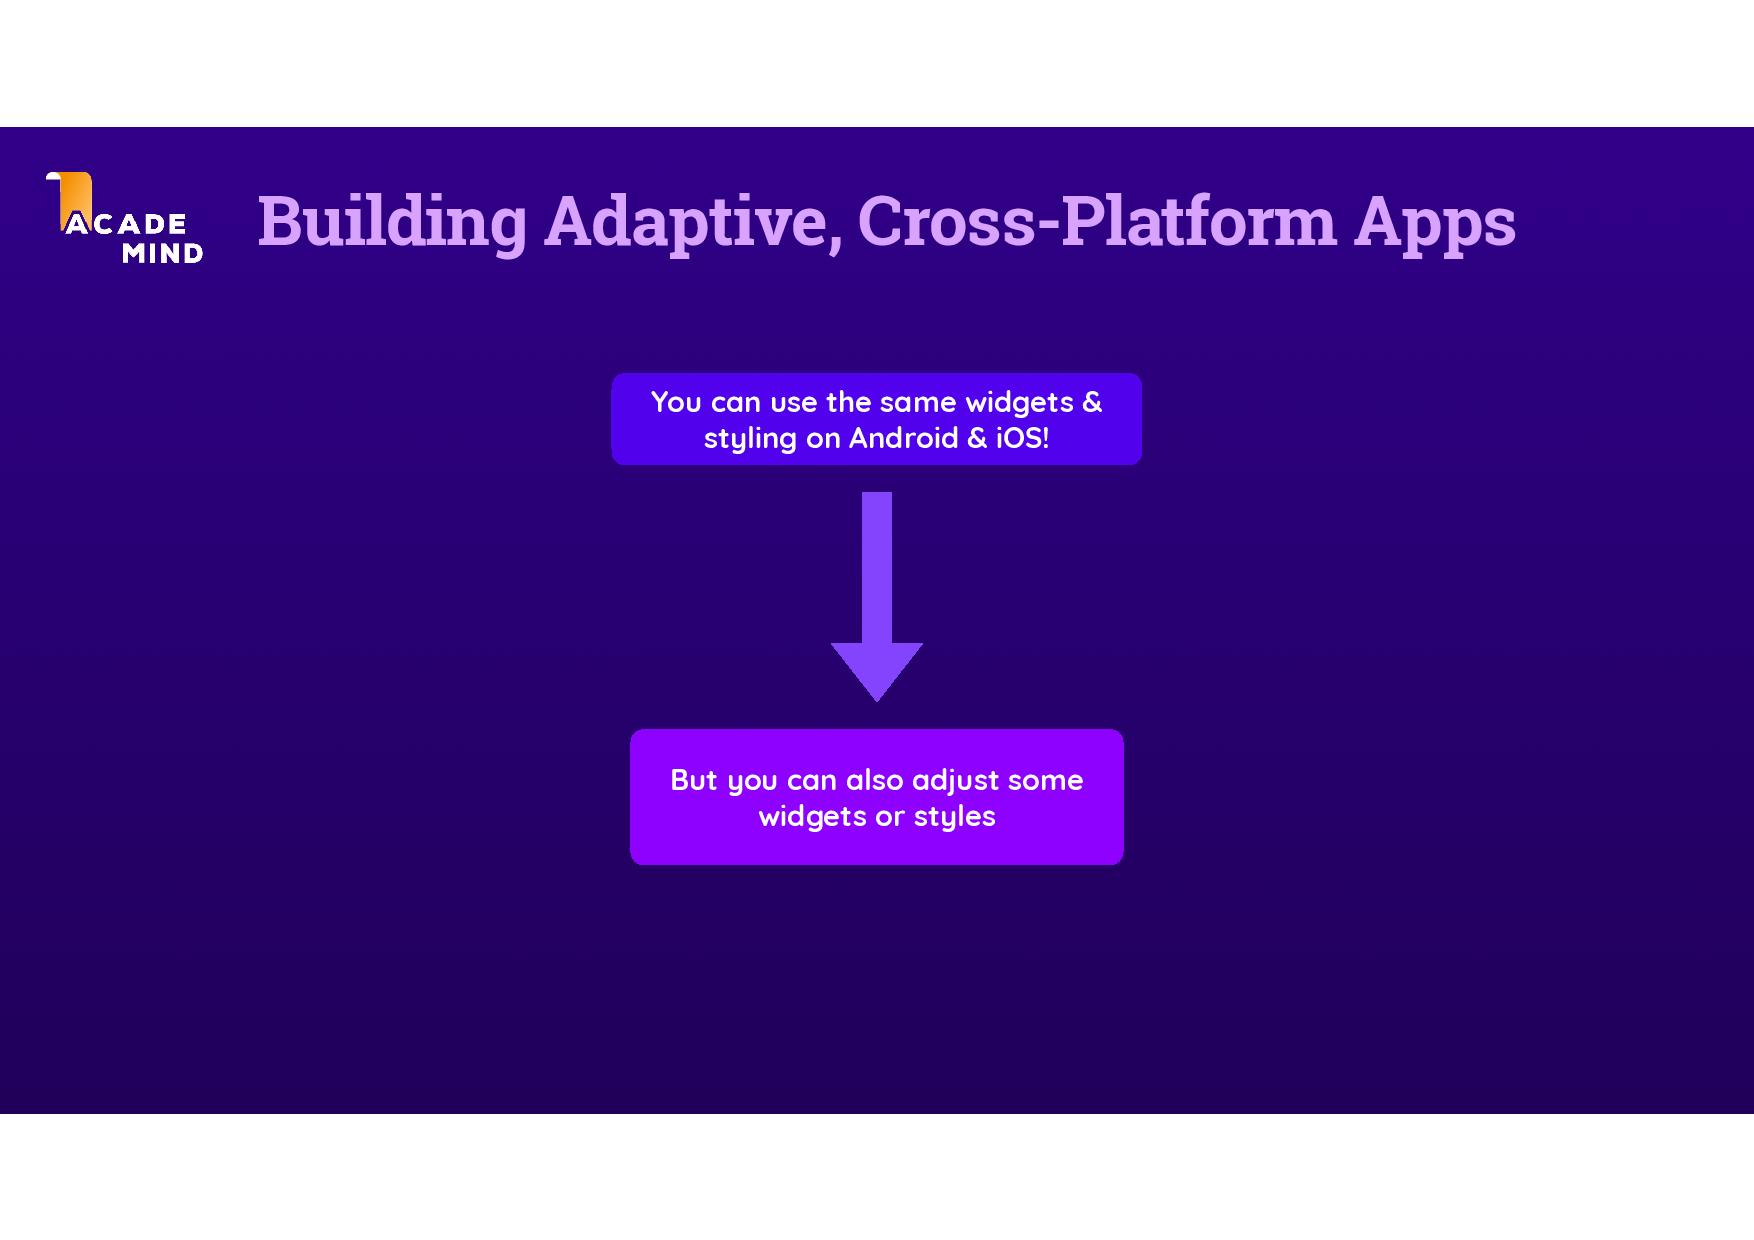 ACADE
MIND
Building Adaptive, Cross-Platform Apps
You can use the same widgets &
styling on Android & iOS!
But you can also adjust some
widgets or styles